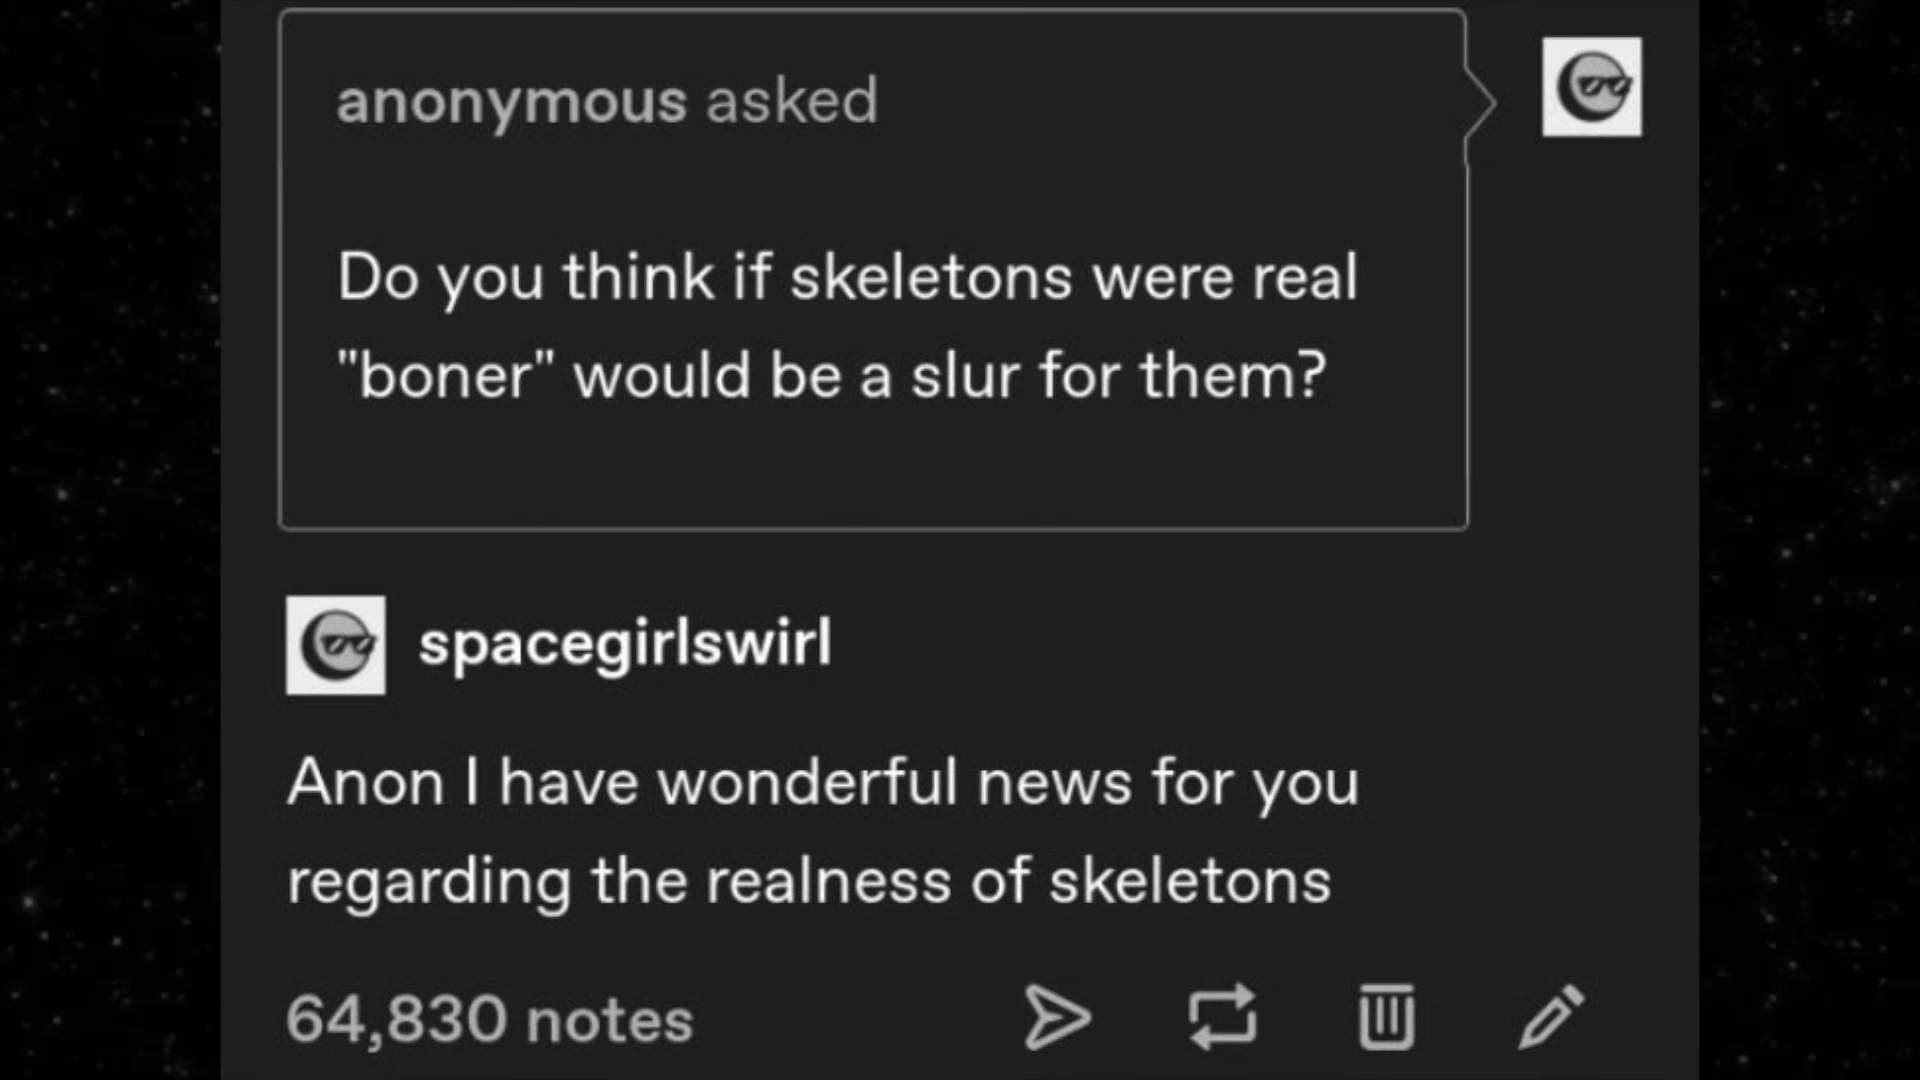 anonymous asked
Do you think if skeletons were real
"boner" would be a slur for them?
spacegirlswirl
Anon I have wonderful news for you
regarding the realness of skeletons
64,830 notes